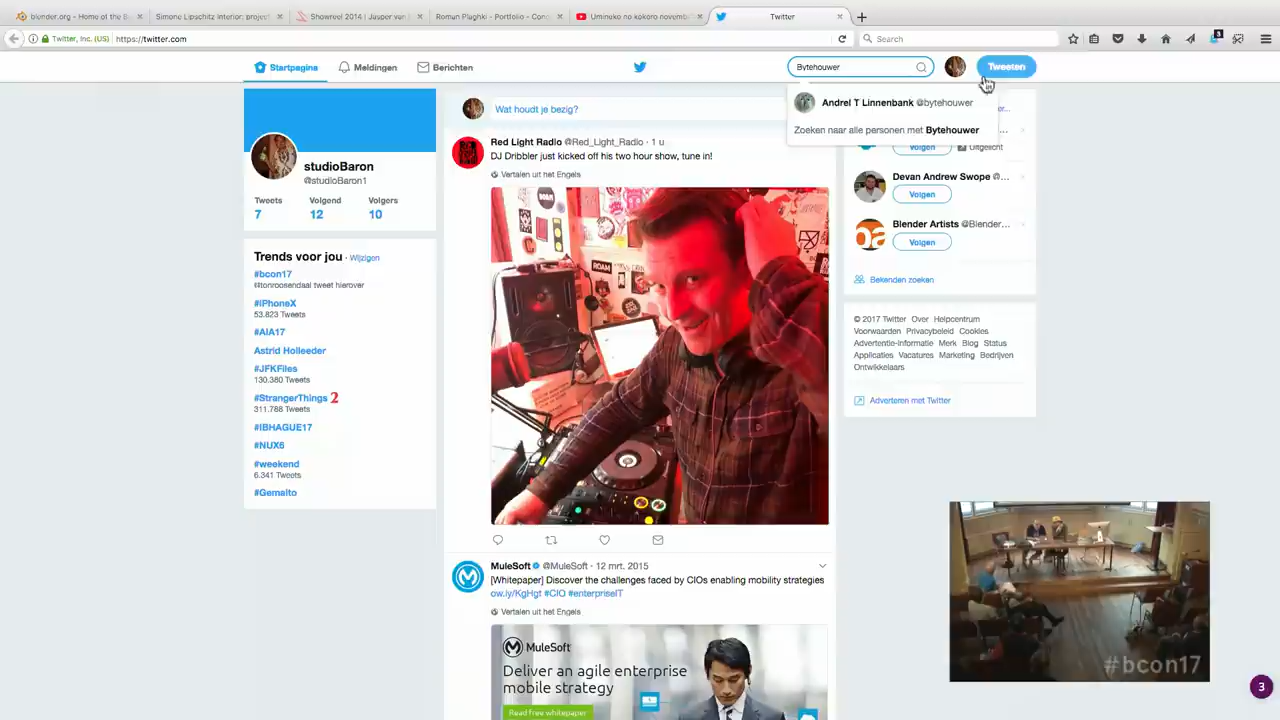 blender.org - Home of the B
Simone Lipschitz Interior: project
Showreel 2014 | Jasper van
Roman Plaghki - Portfolio - Con
Umineko no kokoro novembe
Twitter
Twitter, Inc. (US)
https://twitter.com
Search
Startpagina
Meldingen
Berichten
Bytehouwer
Tweeten
Andrel T Linnenbank @bytehouwer
Zoeken naar alle personen met Bytehouwer
studioBaron
@studioBaron1
Tweets
Volgend
Volgers
7
12
10
Trends voor jou · Wijzigen
#bcon17
@tonroosendaal tweet hierover
#iPhoneX
53.823 Tweets
#AIA17
Astrid Holleeder
#JFKFiles
130.380 Tweets
#StrangerThings 2
311.788 Tweets
#IBHAGUE17
#NUX6
#weekend
6.341 Tweets
#Gemalto
Wat houdt je bezig?
Red Light Radio @Red_Light_Radio · 1 u
DJ Dribbler just kicked off his two hour show, tune in!
Vertalen uit het Engels
ROAM
MuleSoft @MuleSoft · 12 mrt. 2015
[Whitepaper] Discover the challenges faced by CIOs enabling mobility strategies
ow.ly/KgHgt #CIO #enterpriseIT
Vertalen uit het Engels
MuleSoft
Deliver an agile enterprise
mobile strategy
Read free whitepaper
Volgen
Uitgelicht
Devan Andrew Swope @...
Volgen
Blender Artists @Blender...
Volgen
Bekenden zoeken
© 2017 Twitter Over Helpcentrum
Voorwaarden Privacybeleid Cookies
Advertentie-informatie Merk Blog Status
Applicaties Vacatures Marketing Bedrijven
Ontwikkelaars
Adverteren met Twitter
#bcon17
3